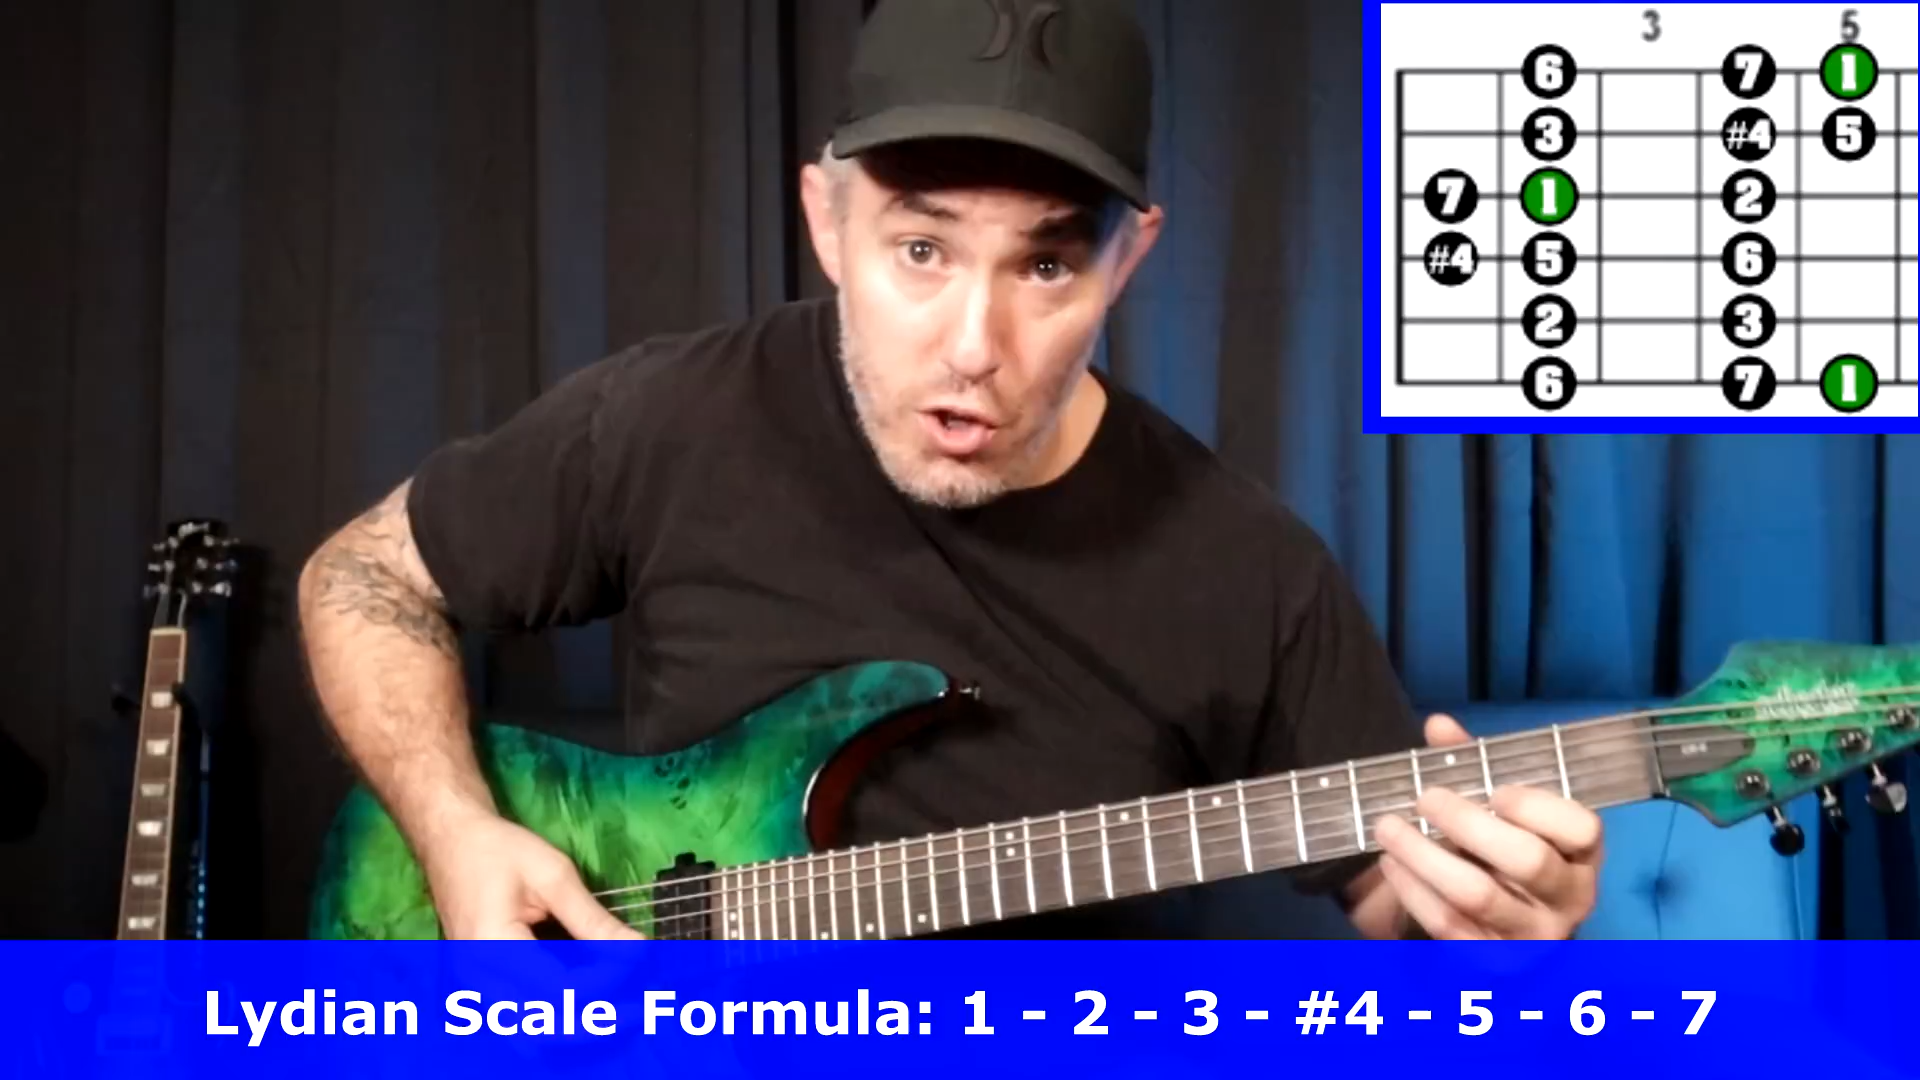 3 5
6 7 1
3 #4 5
7 1 2
#4 5 6
2 3
6 7 1
Lydian Scale Formula: 1 - 2 - 3 - #4 - 5 - 6 - 7